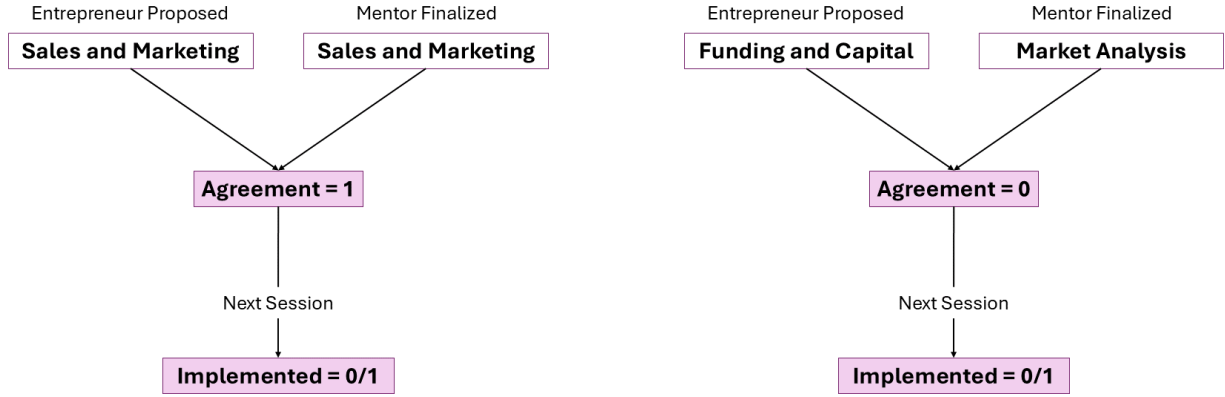 Entrepreneur Proposed
Mentor Finalized
Sales and Marketing
Sales and Marketing
Agreement = 1
Next Session
Implemented = 0/1
Entrepreneur Proposed
Mentor Finalized
Funding and Capital
Market Analysis
Agreement = 0
Next Session
Implemented = 0/1